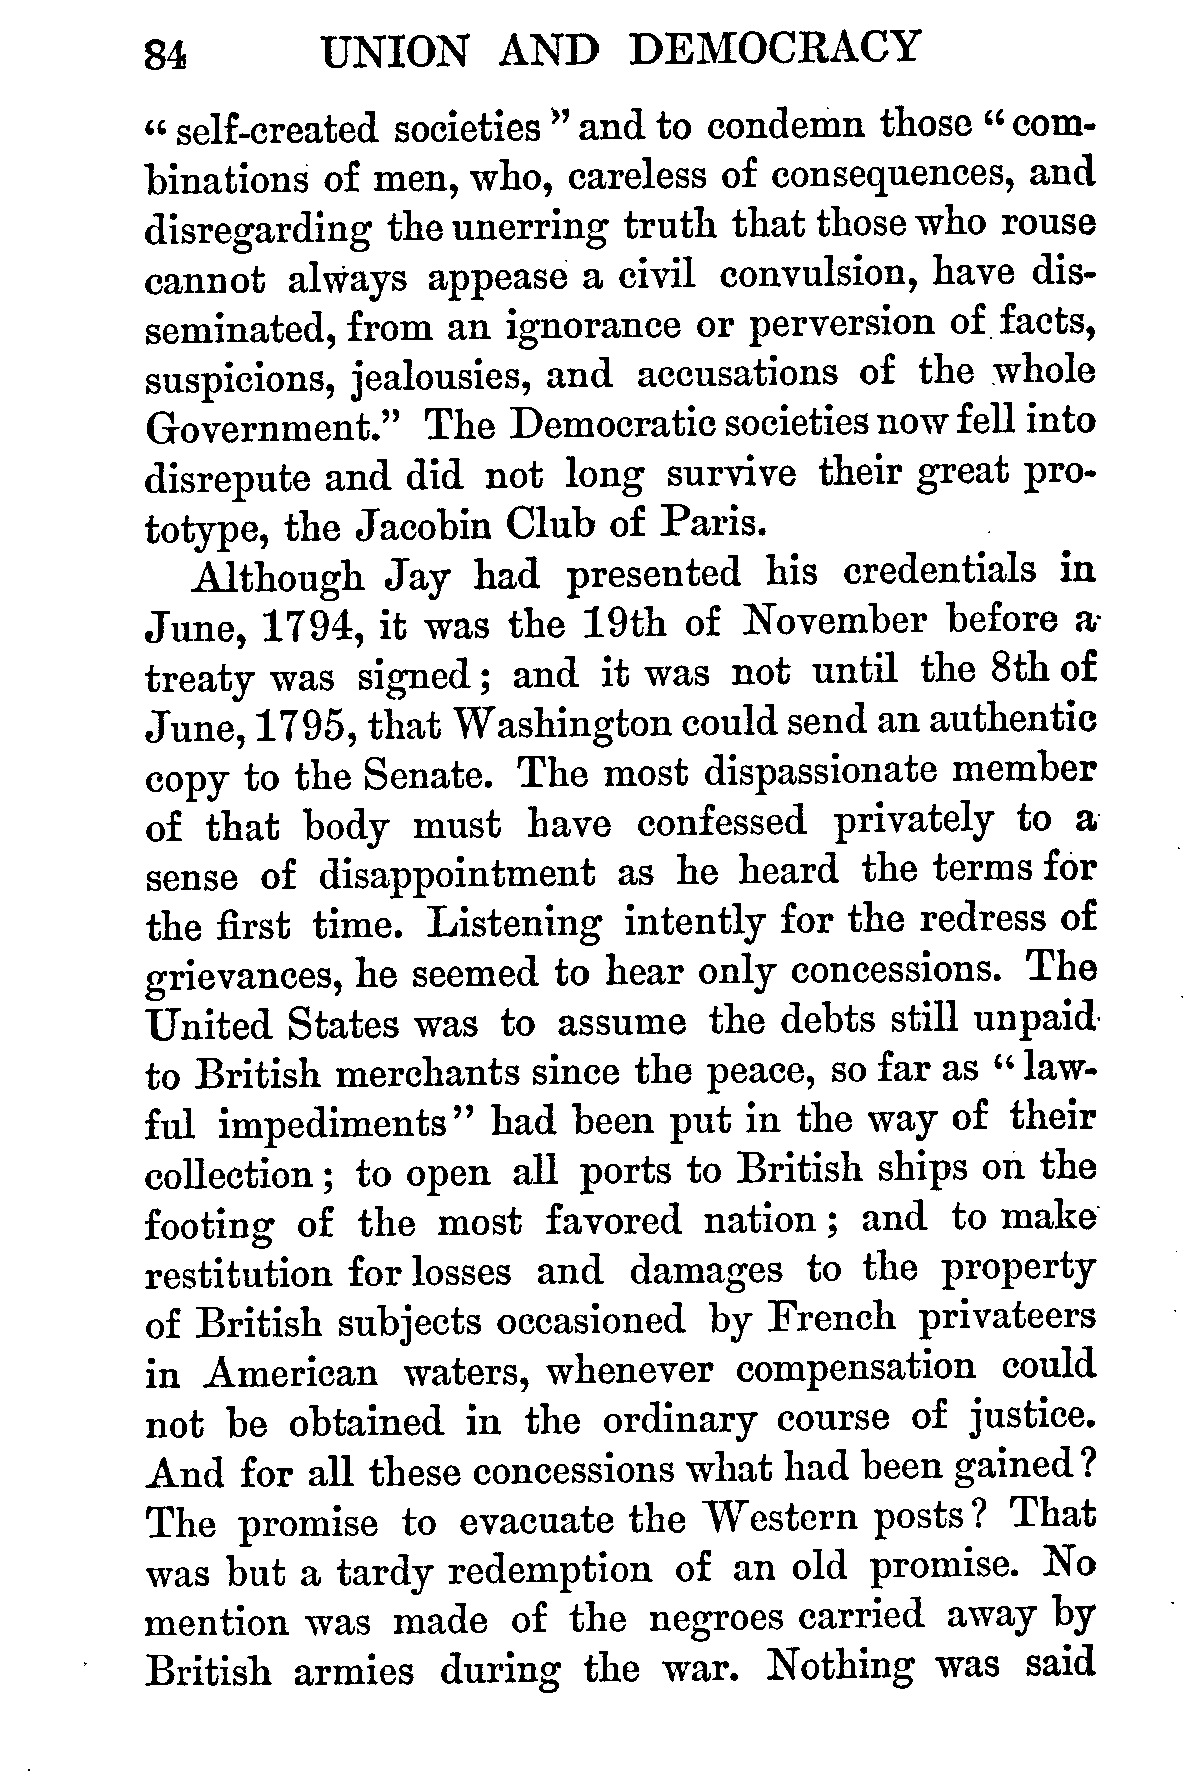 84 UNION AND DEMOCRACY
“ self-created societies ” and to condemn those “ com-
binations of men, who, careless of consequences, and
disregarding the unerring truth that those who rouse
cannot always appease a civil convulsion, have dis-
seminated, from an ignorance or perversion of facts,
suspicions, jealousies, and accusations of the whole
Government.” The Democratic societies now fell into
disrepute and did not long survive their great pro-
totype, the Jacobin Club of Paris.
Although Jay had presented his credentials in
June, 1794, it was the 19th of November before a
treaty was signed ; and it was not until the 8th of
June, 1795, that Washington could send an authentic
copy to the Senate. The most dispassionate member
of that body must have confessed privately to a
sense of disappointment as he heard the terms for
the first time. Listening intently for the redress of
grievances, he seemed to hear only concessions. The
United States was to assume the debts still unpaid
to British merchants since the peace, so far as “ law-
ful impediments ” had been put in the way of their
collection ; to open all ports to British ships on the
footing of the most favored nation ; and to make
restitution for losses and damages to the property
of British subjects occasioned by French privateers
in American waters, whenever compensation could
not be obtained in the ordinary course of justice.
And for all these concessions what had been gained ?
The promise to evacuate the Western posts ? That
was but a tardy redemption of an old promise. No
mention was made of the negroes carried away by
British armies during the war. Nothing was said